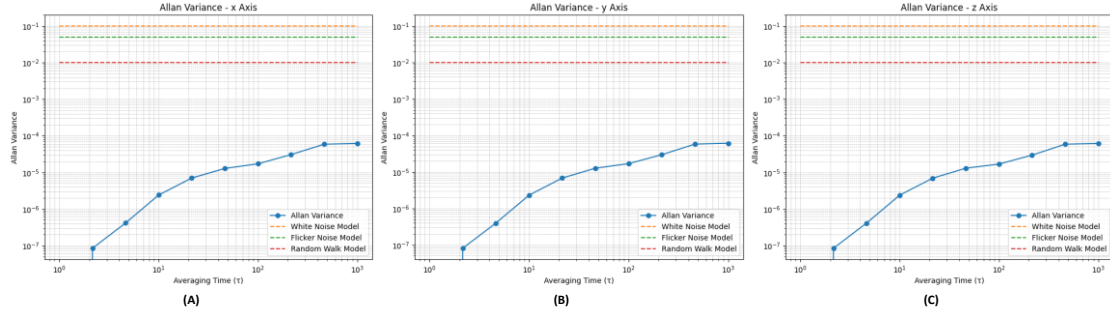 Allan Variance - x Axis
Allan Variance
10⁻¹
10⁻²
10⁻³
10⁻⁴
10⁻⁵
10⁻⁶
10⁻⁷
Allan Variance
White Noise Model
Flicker Noise Model
Random Walk Model
10⁰
10¹
10²
10³
Averaging Time (τ)
(A)
Allan Variance - y Axis
Allan Variance
10⁻¹
10⁻²
10⁻³
10⁻⁴
10⁻⁵
10⁻⁶
10⁻⁷
Allan Variance
White Noise Model
Flicker Noise Model
Random Walk Model
10⁰
10¹
10²
10³
Averaging Time (τ)
(B)
Allan Variance - z Axis
Allan Variance
10⁻¹
10⁻²
10⁻³
10⁻⁴
10⁻⁵
10⁻⁶
10⁻⁷
Allan Variance
White Noise Model
Flicker Noise Model
Random Walk Model
10⁰
10¹
10²
10³
Averaging Time (τ)
(C)